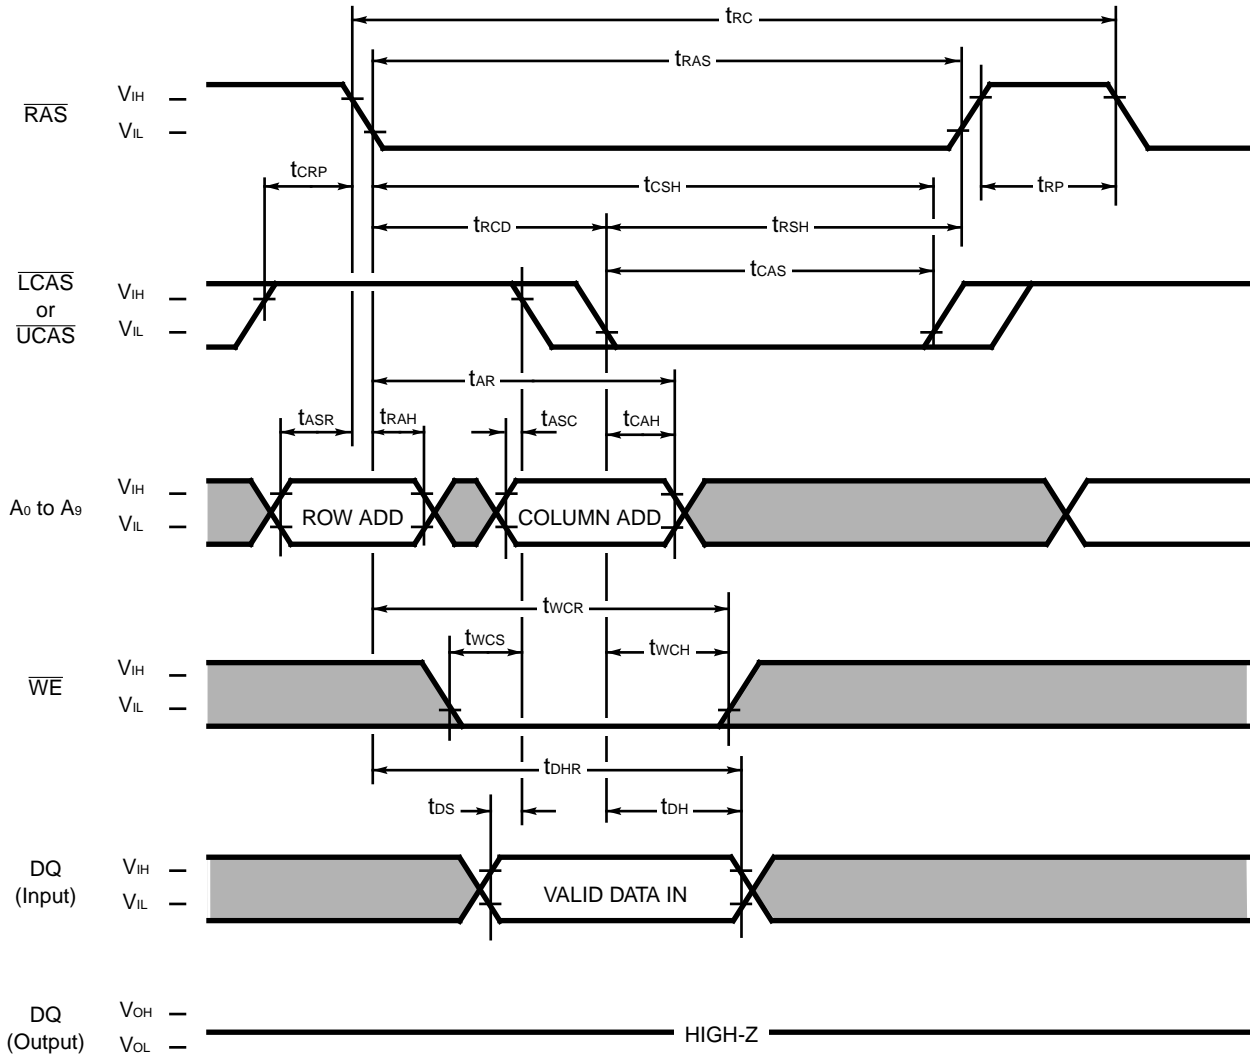 tRC
tRAS
RAS
VIH
VIL
tCRP
tCSH
tRP
tRCD
tRSH
tCAS
LCAS
or
UCAS
VIH
VIL
tAR
tASR
tRAH
tASC
tCAH
A0 to A9
VIH
VIL
ROW ADD
COLUMN ADD
tWCR
tWCS
tWCH
WE
VIH
VIL
tDHR
tDS
tDH
DQ
(Input)
VIH
VIL
VALID DATA IN
DQ
(Output)
VOH
VOL
HIGH-Z